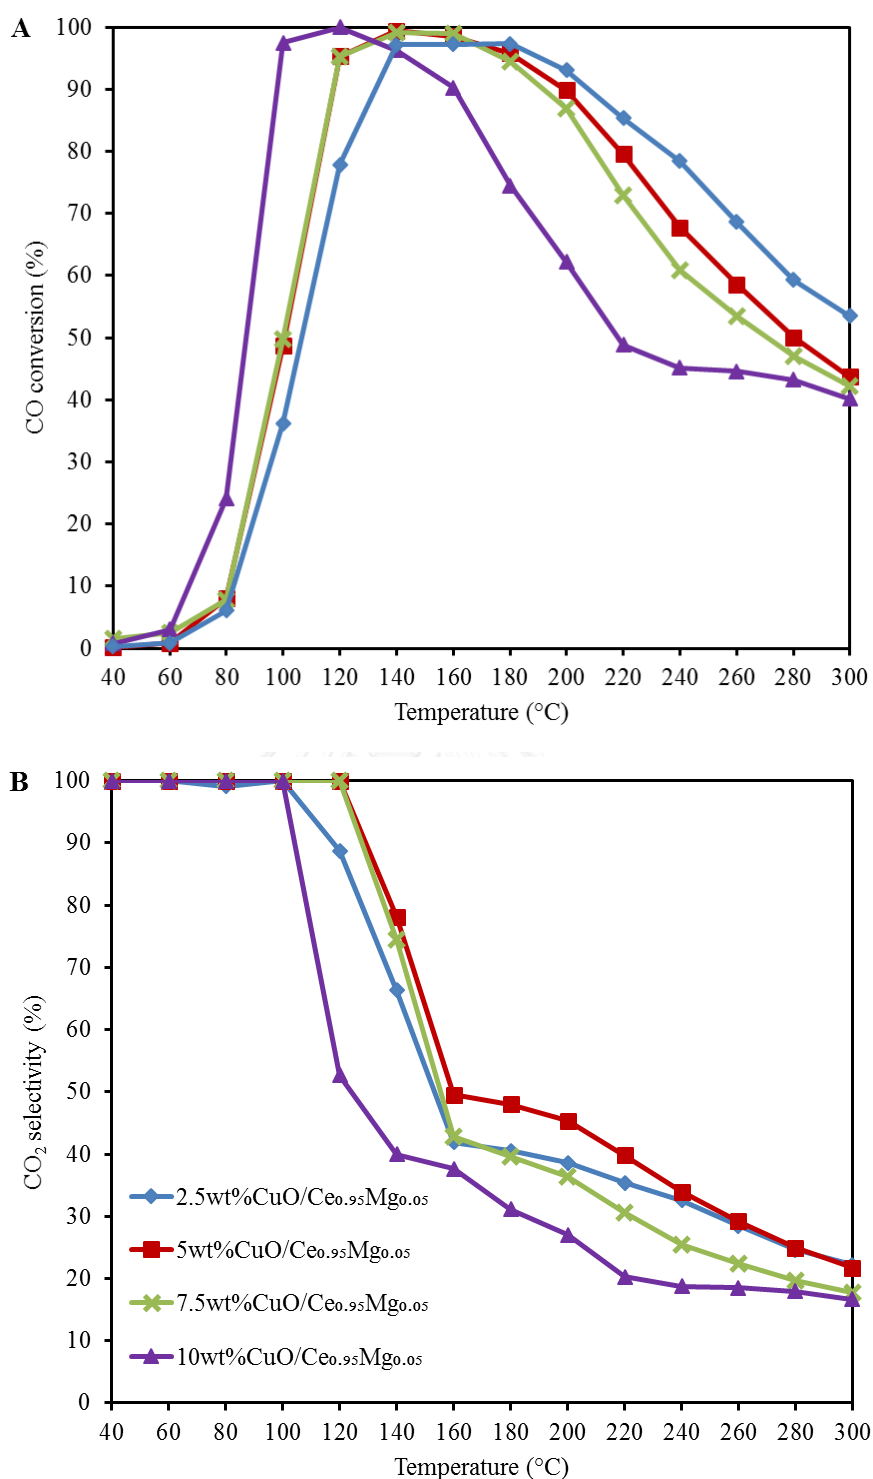 A
100
90
80
70
60
50
40
30
20
10
0
CO conversion (%)
40 60 80 100 120 140 160 180 200 220 240 260 280 300
Temperature (°C)
B
100
90
80
70
60
50
40
30
20
10
0
CO₂ selectivity (%)
2.5wt%CuO/Ce₀.₉₅Mg₀.₀₅
5wt%CuO/Ce₀.₉₅Mg₀.₀₅
7.5wt%CuO/Ce₀.₉₅Mg₀.₀₅
10wt%CuO/Ce₀.₉₅Mg₀.₀₅
40 60 80 100 120 140 160 180 200 220 240 260 280 300
Temperature (°C)